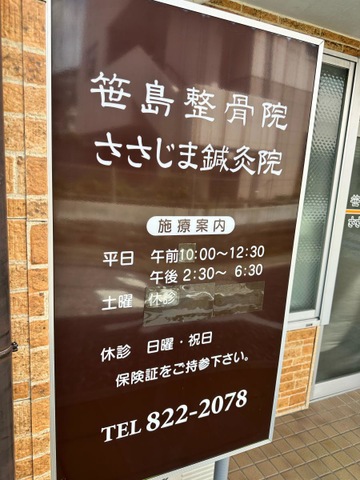 笹島整骨院
ささじま鍼灸院
施療案内
平日 午前10:00～12:30
午後 2:30～ 6:30
土曜 休診
休診 日曜・祝日
保険証をご持参下さい。
TEL 822-2078